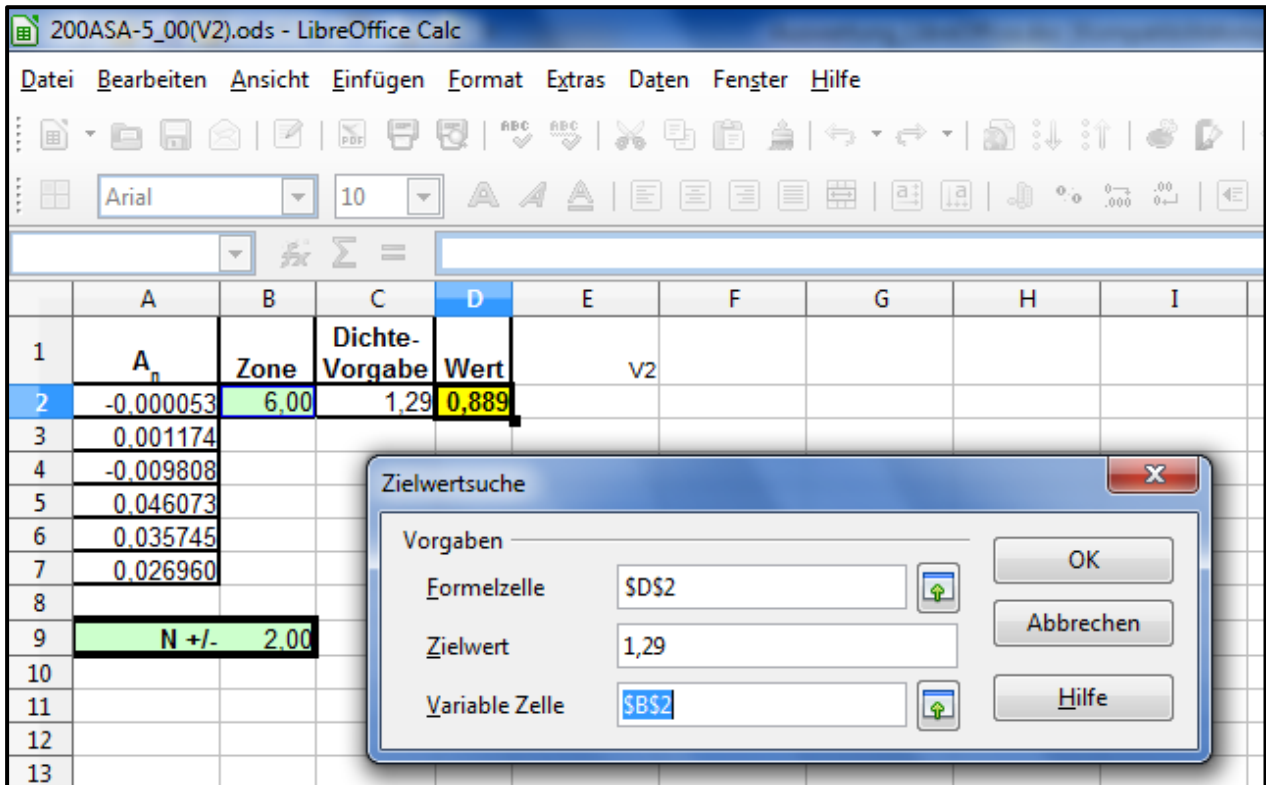 200ASA-5_00(V2).ods - LibreOffice Calc
Datei Bearbeiten Ansicht Einfügen Format Extras Daten Fenster Hilfe
PDF ABC ABC
Arial 10
A B C D E F G H I
1 An Zone Dichte-Vorgabe Wert V2
2 -0,000053 6,00 1,29 0,889
3 0,001174
4 -0,009808
5 0,046073
6 0,035745
7 0,026960
8
9 N +/- 2,00
10
11
12
13
Zielwertsuche
Vorgaben
Formelzelle $D$2
Zielwert 1,29
Variable Zelle $B$2
OK
Abbrechen
Hilfe